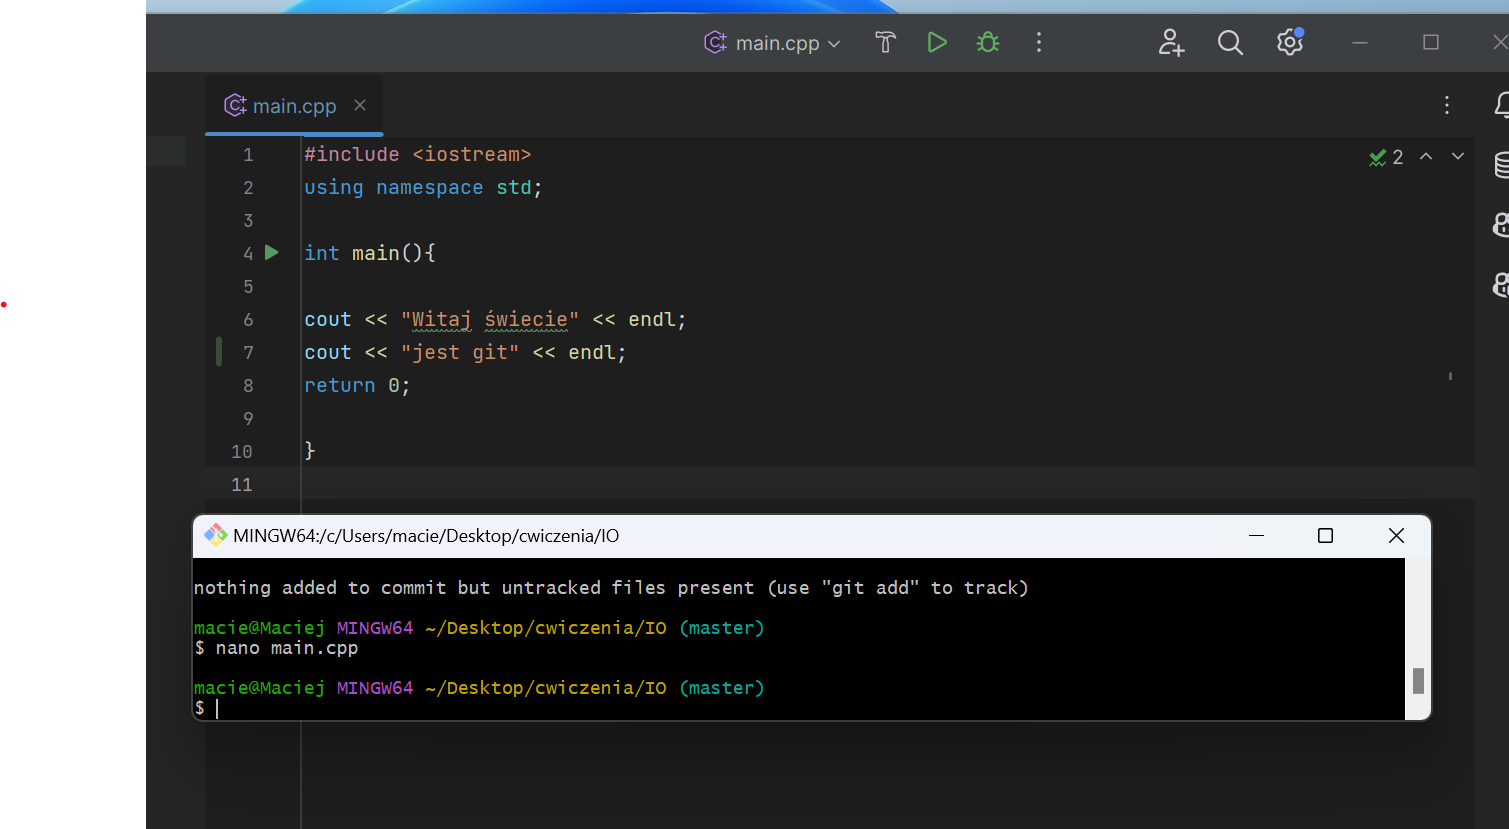 main.cpp
main.cpp
1 #include <iostream>
2 using namespace std;
3
4 int main(){
5
6 cout << "Witaj świecie" << endl;
7 cout << "jest git" << endl;
8 return 0;
9
10 }
11
2
MINGW64:/c/Users/macie/Desktop/cwiczenia/IO
nothing added to commit but untracked files present (use "git add" to track)
macie@Maciej MINGW64 ~/Desktop/cwiczenia/IO (master)
$ nano main.cpp
macie@Maciej MINGW64 ~/Desktop/cwiczenia/IO (master)
$